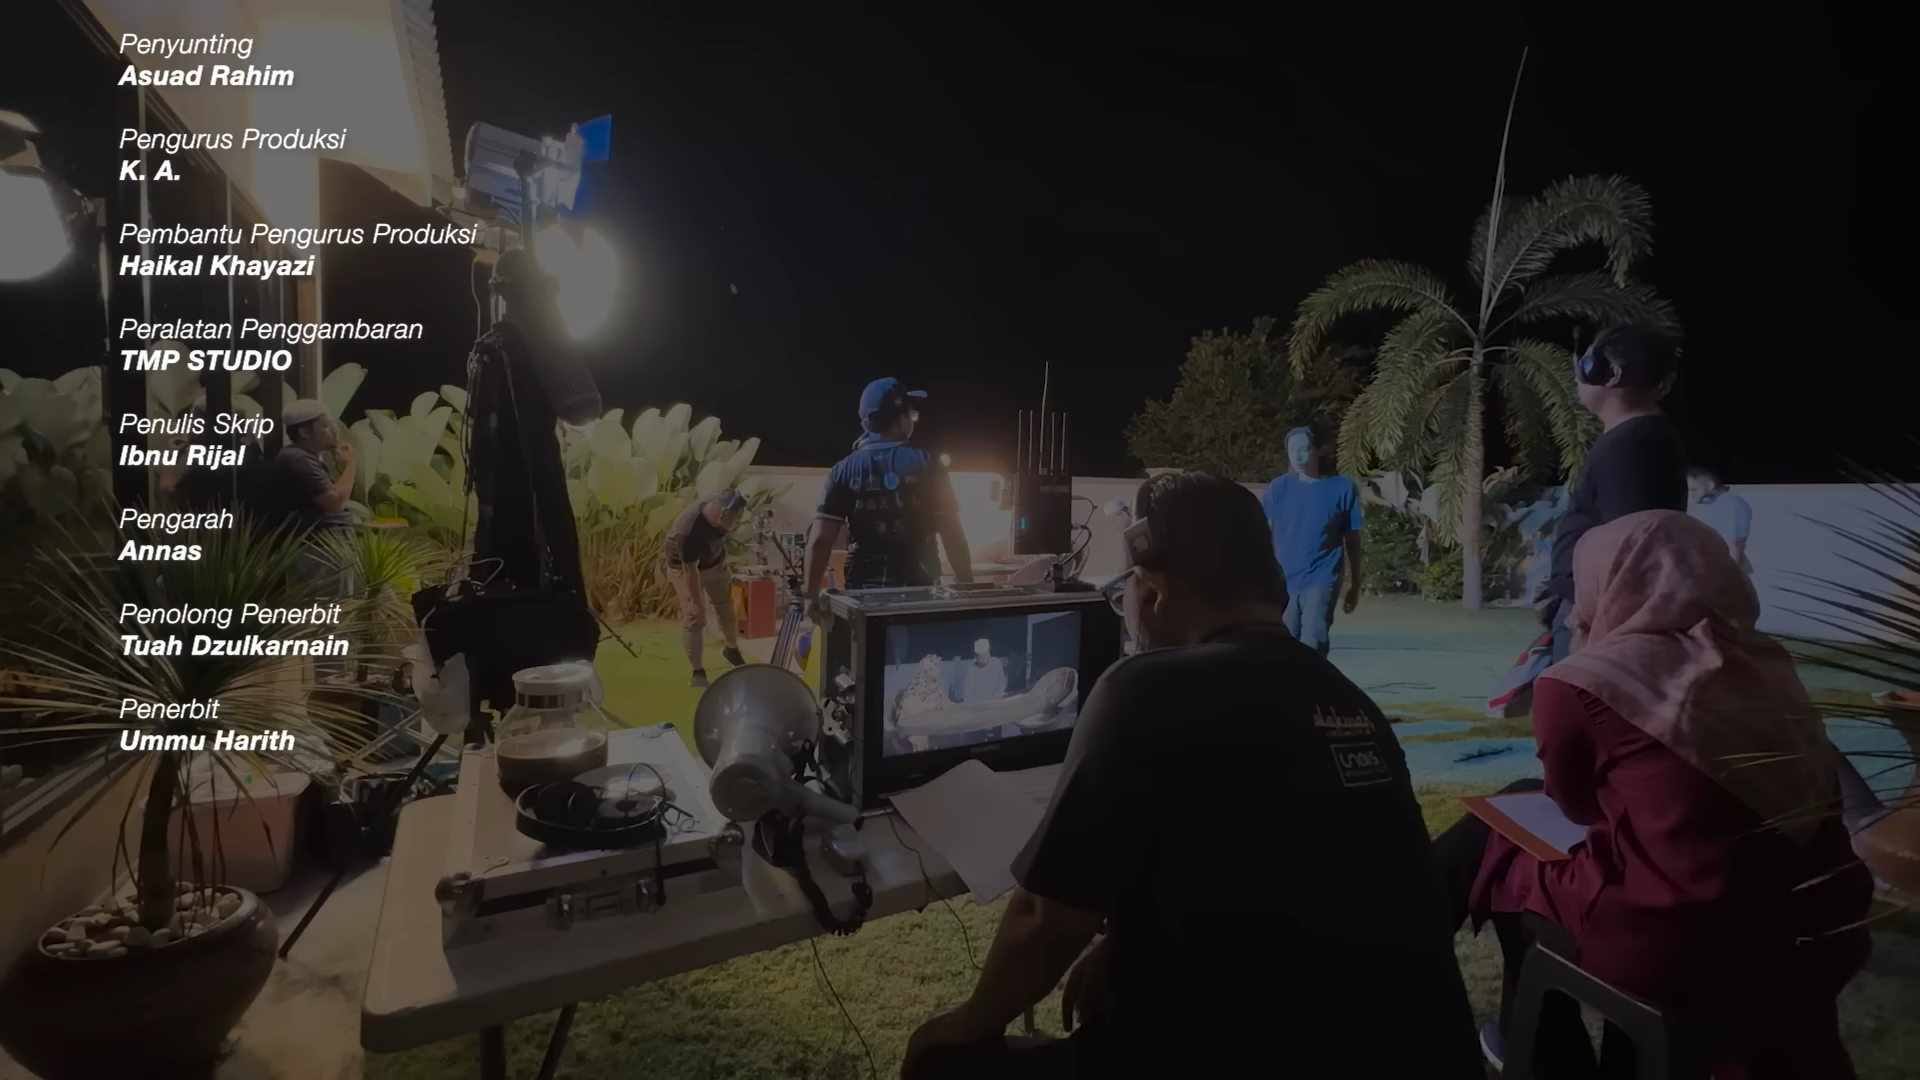 Penyunting
Asuad Rahim
Pengurus Produksi
K. A.
Pembantu Pengurus Produksi
Haikal Khayazi
Peralatan Penggambaran
TMP STUDIO
Penulis Skrip
Ibnu Rijal
Pengarah
Annas
Penolong Penerbit
Tuah Dzulkarnain
Penerbit
Ummu Harith